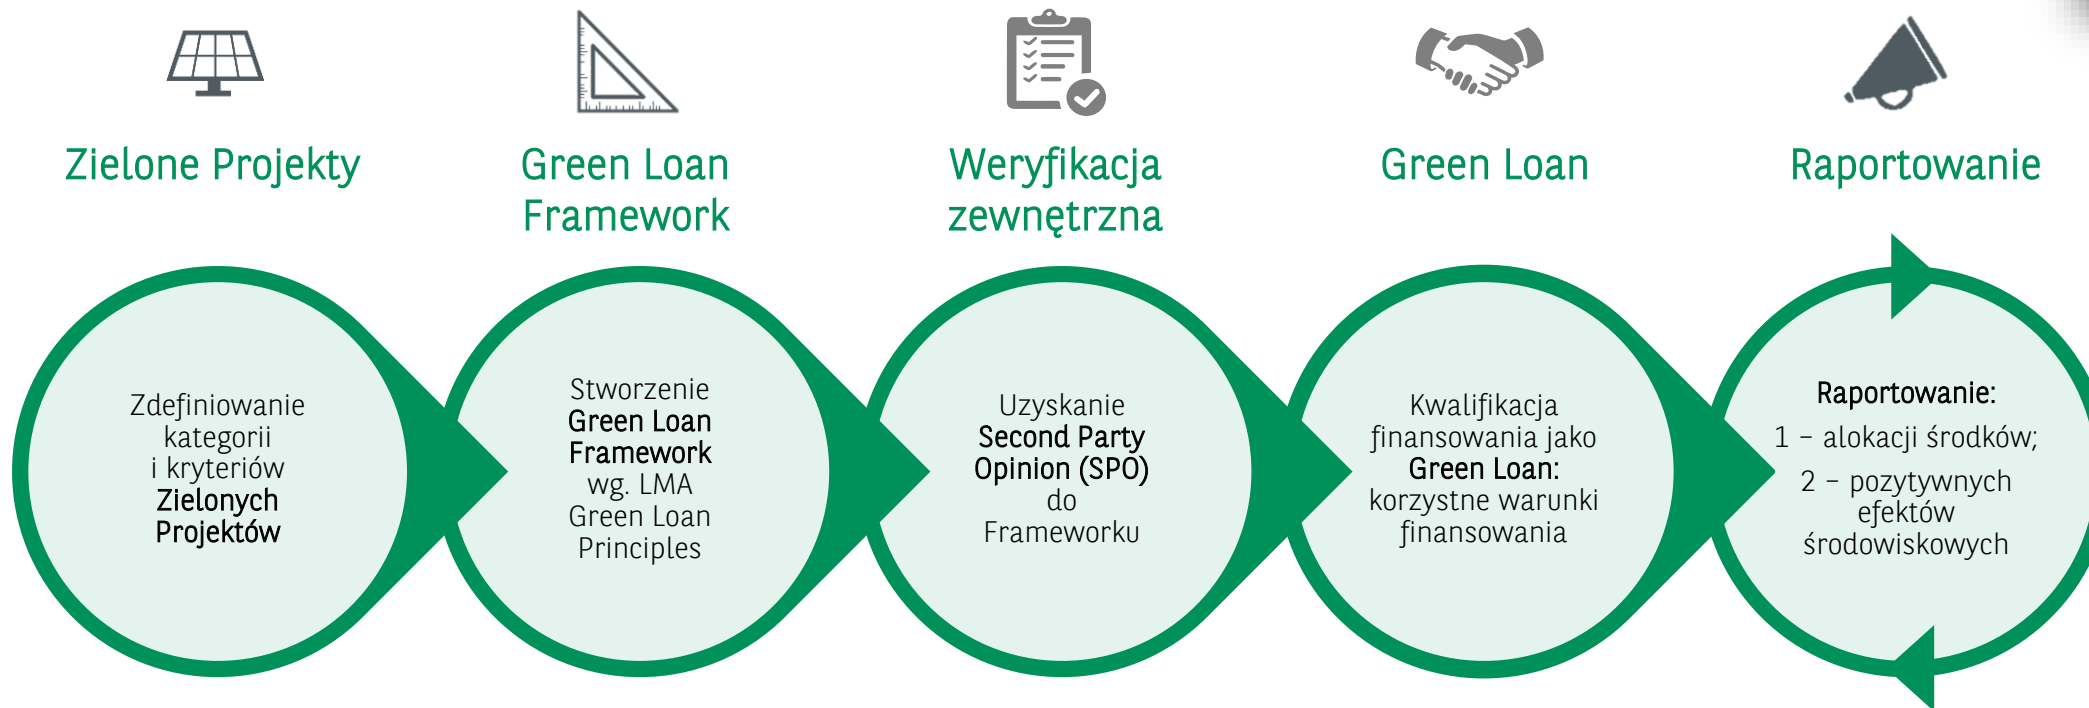 Zielone Projekty
Green Loan
Framework
Weryfikacja
zewnętrzna
Green Loan
Raportowanie
Zdefiniowanie
kategorii
i kryteriów
Zielonych
Projektów
Stworzenie
Green Loan
Framework
wg. LMA
Green Loan
Principles
Uzyskanie
Second Party
Opinion (SPO)
do
Frameworku
Kwalifikacja
finansowania jako
Green Loan:
korzystne warunki
finansowania
Raportowanie:
1 – alokacji środków;
2 – pozytywnych
efektów
środowiskowych